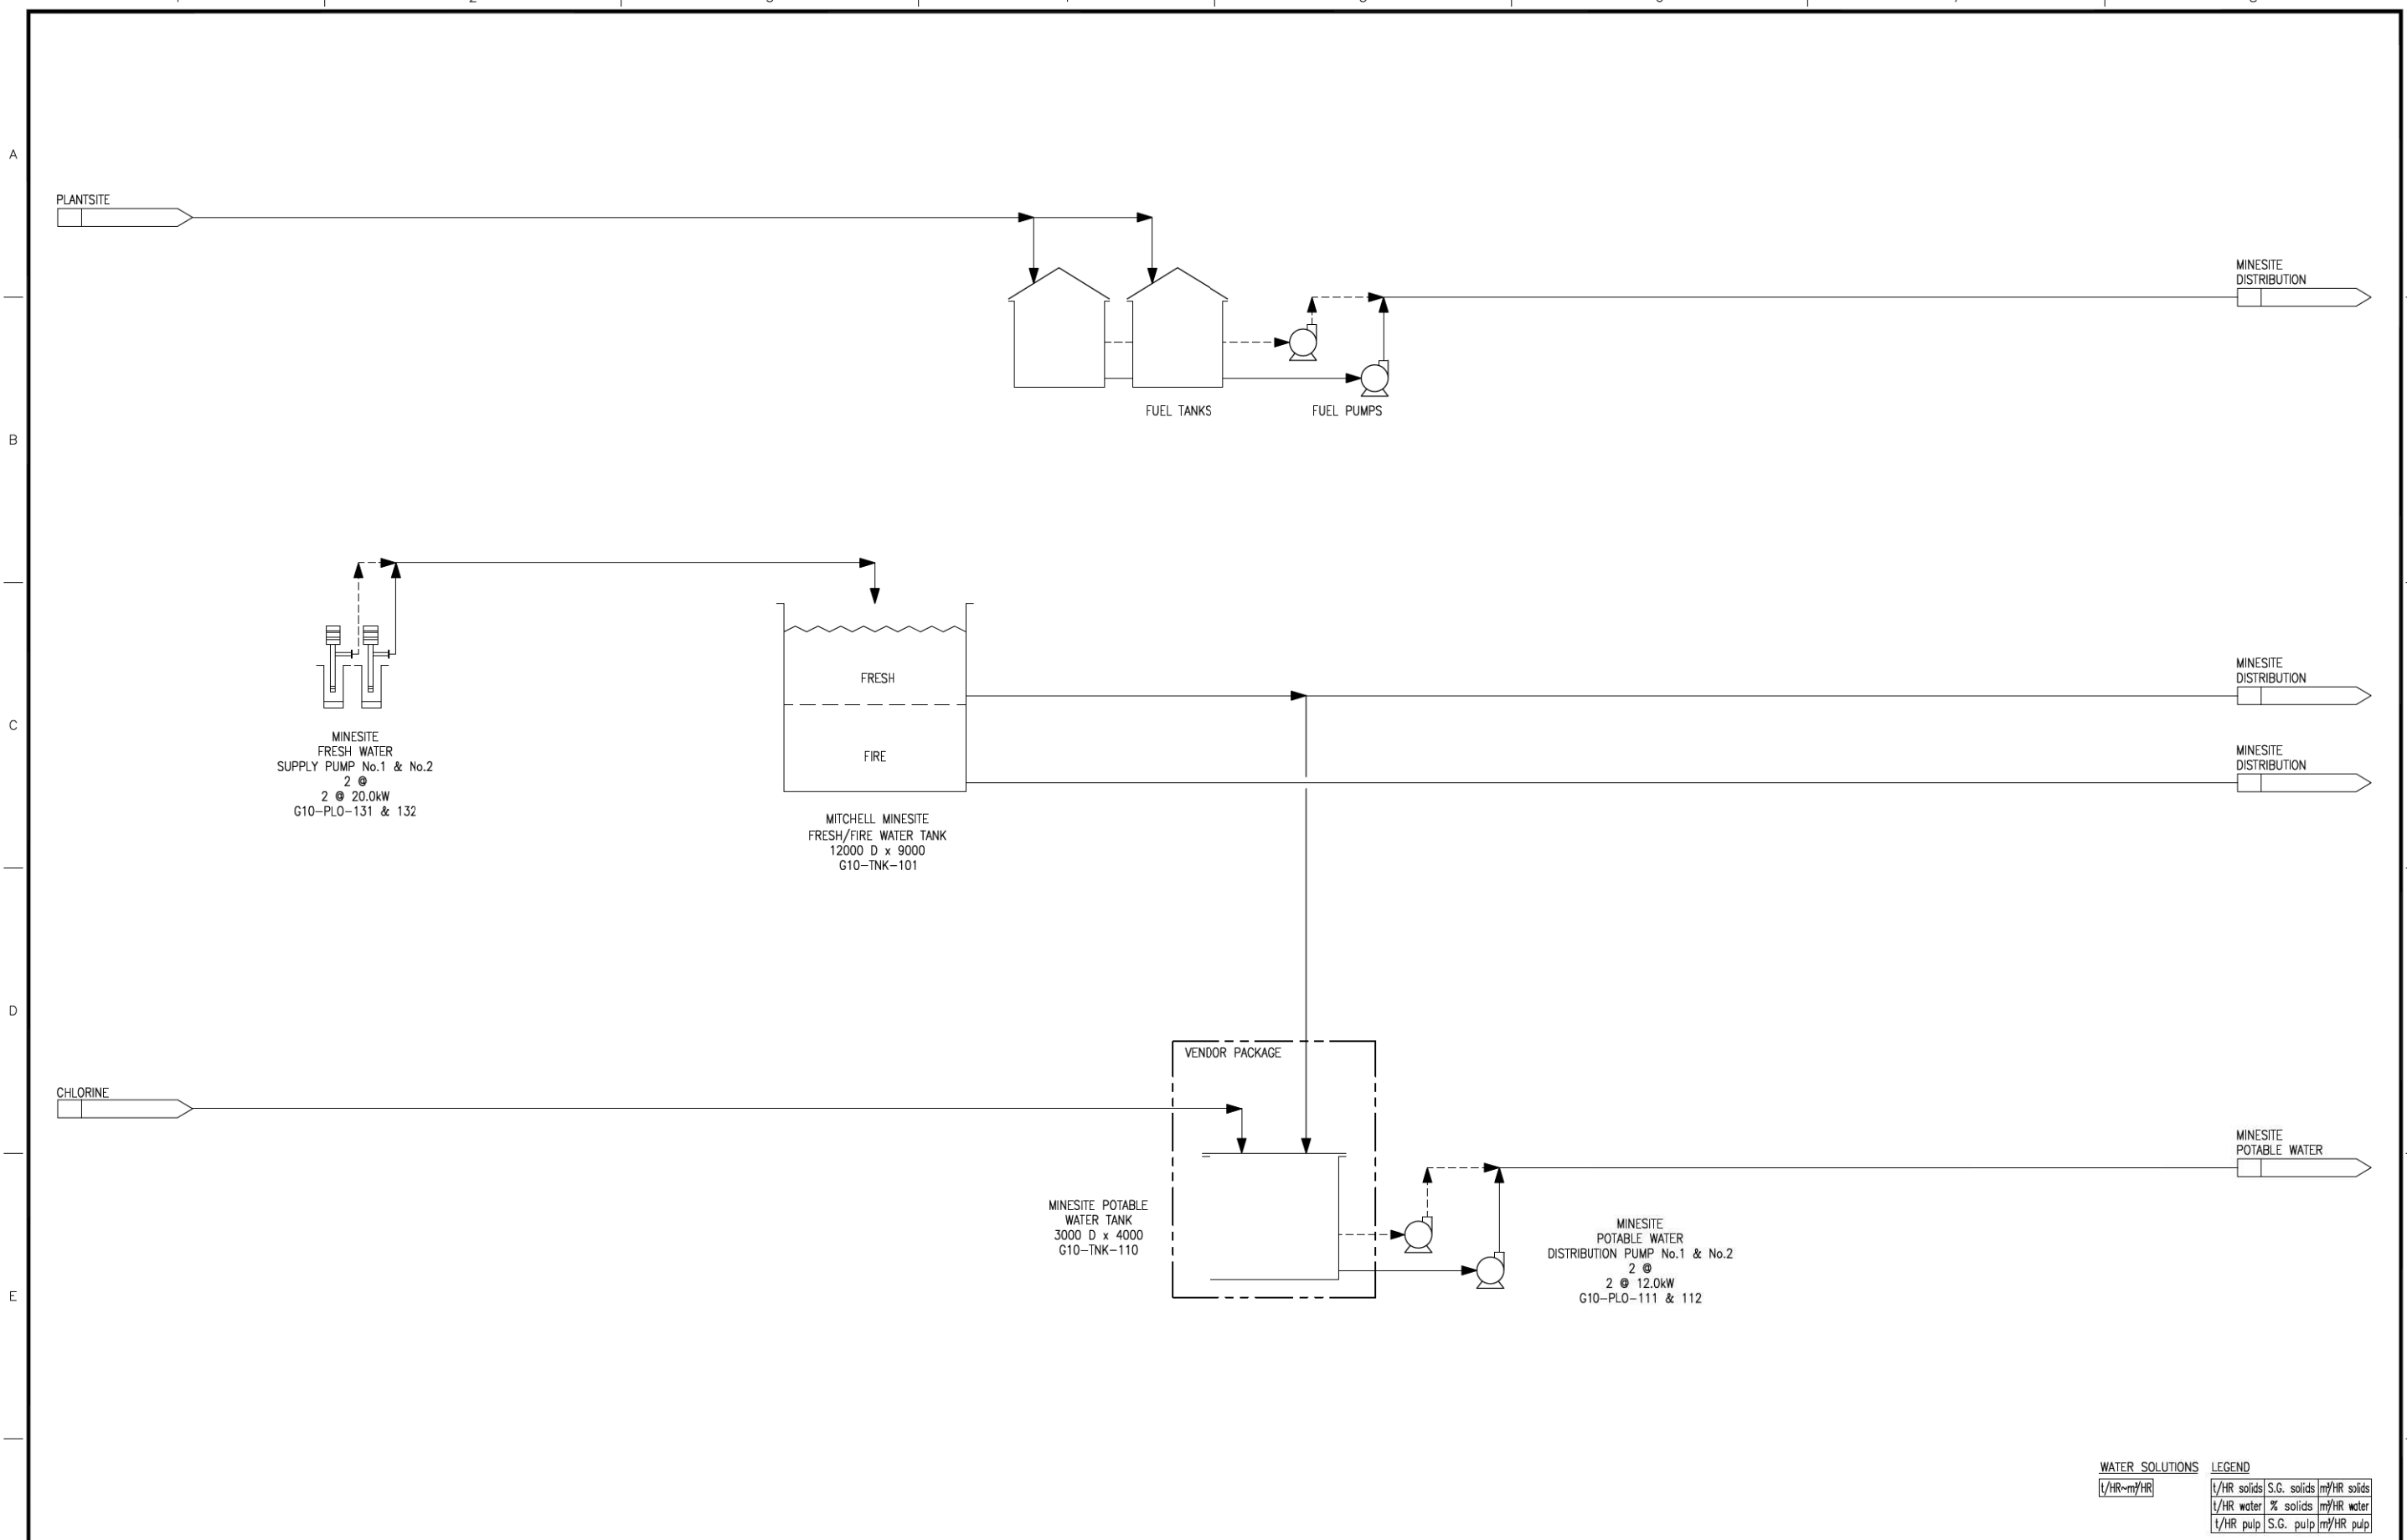 A
PLANTSITE
MINESITE
DISTRIBUTION
FUEL TANKS
FUEL PUMPS
B
MINESITE
FRESH WATER
SUPPLY PUMP No.1 & No.2
2 @
2 @ 20.0kW
G10-PLO-131 & 132
FRESH
FIRE
MITCHELL MINESITE
FRESH/FIRE WATER TANK
12000 D x 9000
G10-TNK-101
MINESITE
DISTRIBUTION
C
MINESITE
DISTRIBUTION
D
VENDOR PACKAGE
CHLORINE
MINESITE
POTABLE WATER
MINESITE POTABLE
WATER TANK
3000 D x 4000
G10-TNK-110
MINESITE
POTABLE WATER
DISTRIBUTION PUMP No.1 & No.2
2 @
2 @ 12.0kW
G10-PLO-111 & 112
E
WATER SOLUTIONS
t/HR~m³/HR
LEGEND
t/HR solids S.G. solids m³/HR solids
t/HR water % solids m³/HR water
t/HR pulp S.G. pulp m³/HR pulp